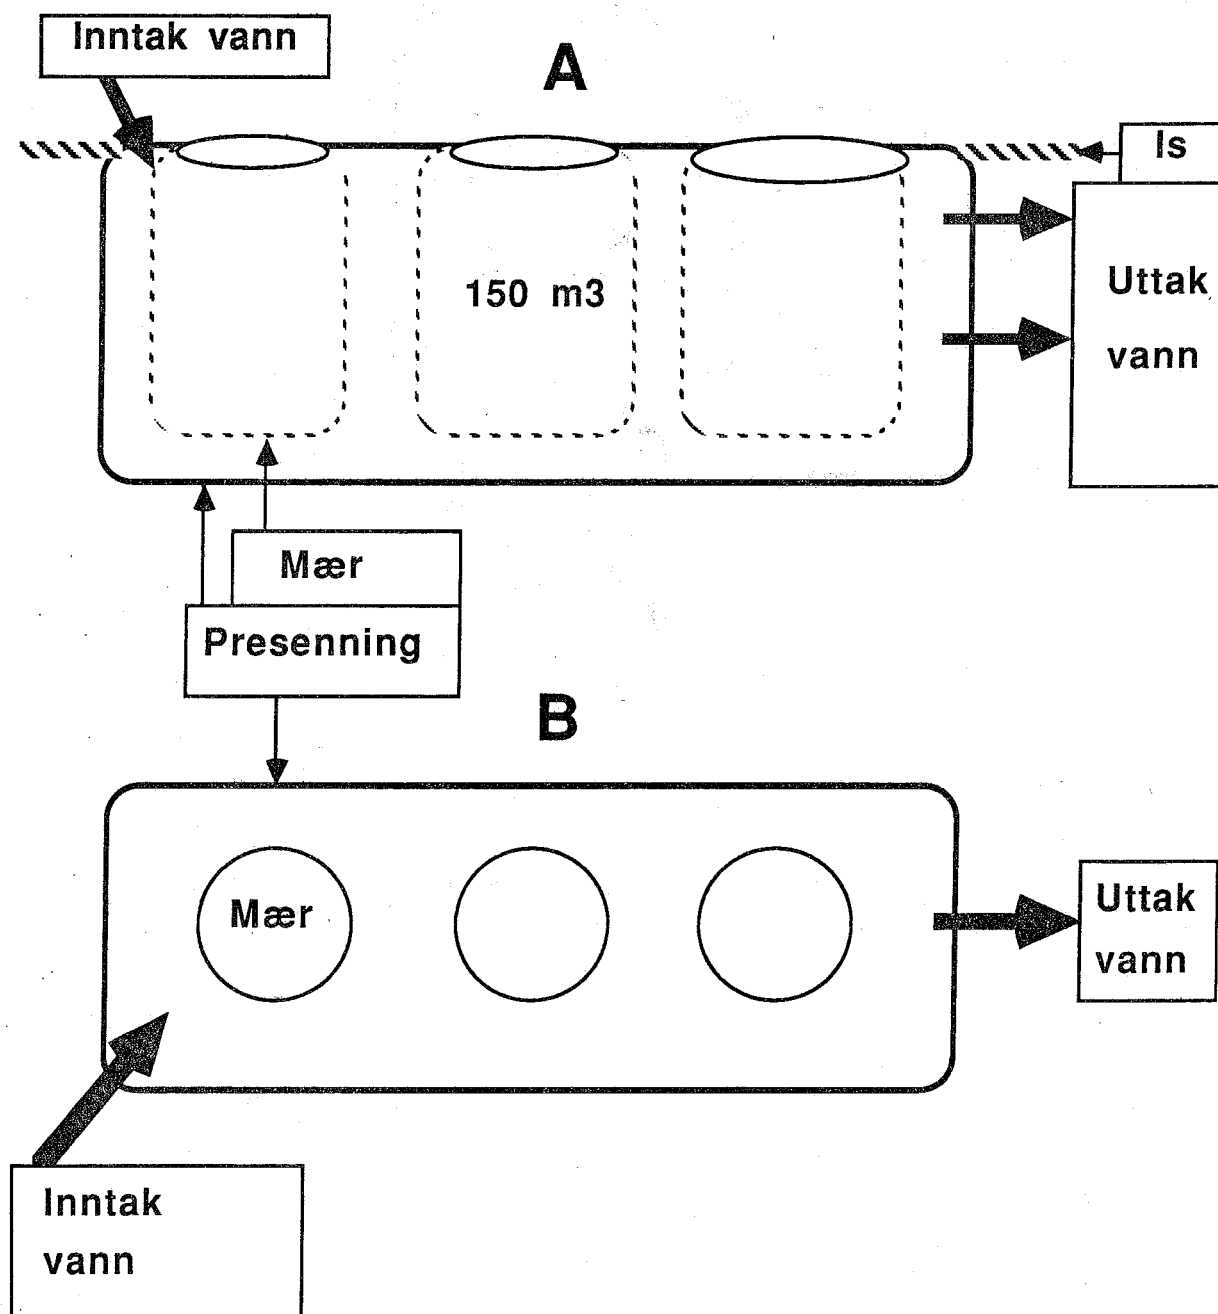 Inntak vann
A
Is
150 m3
Uttak
vann
Mær
Presenning
B
Mær
Uttak
vann
Inntak
vann